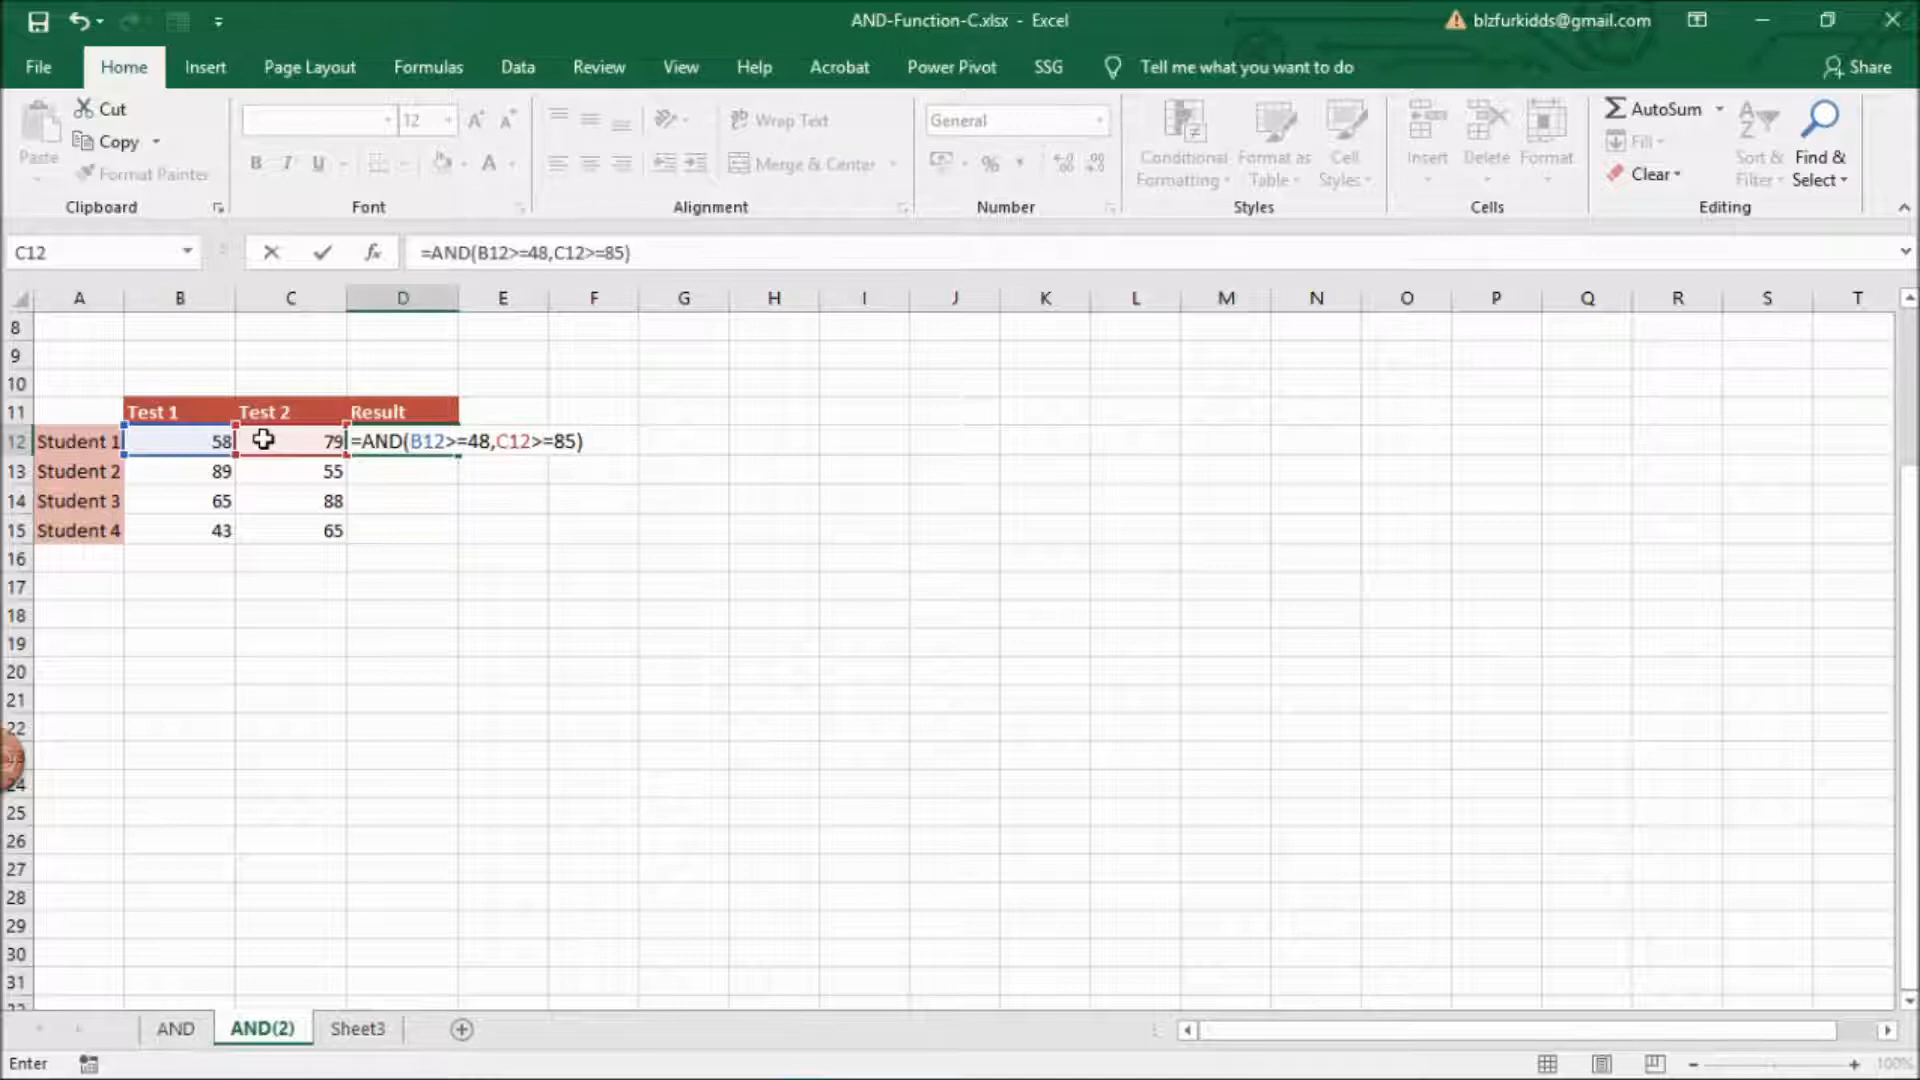 AND-Function-C.xlsx - Excel
blzfurkidds@gmail.com
File Home Insert Page Layout Formulas Data Review View Help Acrobat Power Pivot SSG Tell me what you want to do Share
Paste
Cut
Copy
Format Painter
Clipboard
12
B I U A
Font
Wrap Text
Merge & Center
Alignment
General
%
Number
Conditional Formatting
Format as Table
Cell Styles
Styles
Insert
Delete
Format
Cells
AutoSum
Fill
Clear
Sort & Filter
Find & Select
Editing
C12 fx =AND(B12>=48,C12>=85)
A B C D E F G H I J K L M N O P Q R S T
8
9
10
11 Test 1 Test 2 Result
12 Student 1 58 79 =AND(B12>=48,C12>=85)
13 Student 2 89 55
14 Student 3 65 88
15 Student 4 43 65
16
17
18
19
20
21
22
24
25
26
27
28
29
30
31
AND AND(2) Sheet3
Enter
100%